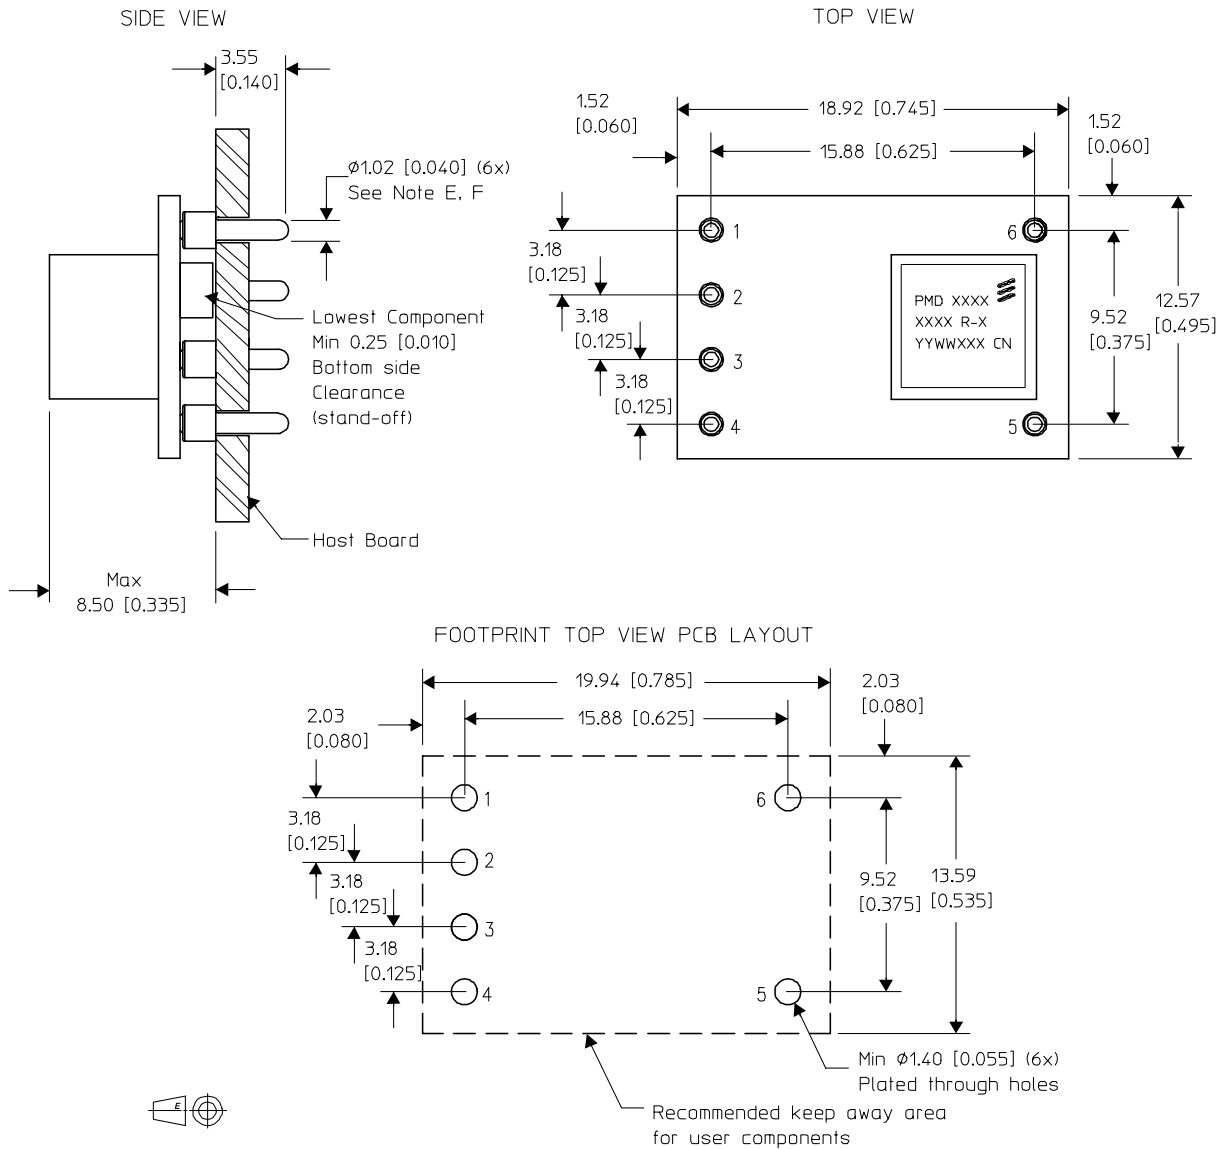 SIDE VIEW
TOP VIEW
3.55
[0.140]
ø1.02 [0.040] (6x)
See Note E, F
Lowest Component
Min 0.25 [0.010]
Bottom side
Clearance
(stand-off)
Host Board
Max
8.50 [0.335]
1.52
[0.060]
18.92 [0.745]
15.88 [0.625]
1.52
[0.060]
3.18
[0.125]
3.18
[0.125]
3.18
[0.125]
1
2
3
4
6
5
PMD XXXX
XXXX R-X
YYWWXXX CN
9.52
[0.375]
12.57
[0.495]
FOOTPRINT TOP VIEW PCB LAYOUT
19.94 [0.785]
15.88 [0.625]
2.03
[0.080]
2.03
[0.080]
3.18
[0.125]
3.18
[0.125]
3.18
[0.125]
1
2
3
4
6
5
9.52
[0.375]
13.59
[0.535]
Min ø1.40 [0.055] (6x)
Plated through holes
Recommended keep away area
for user components
E